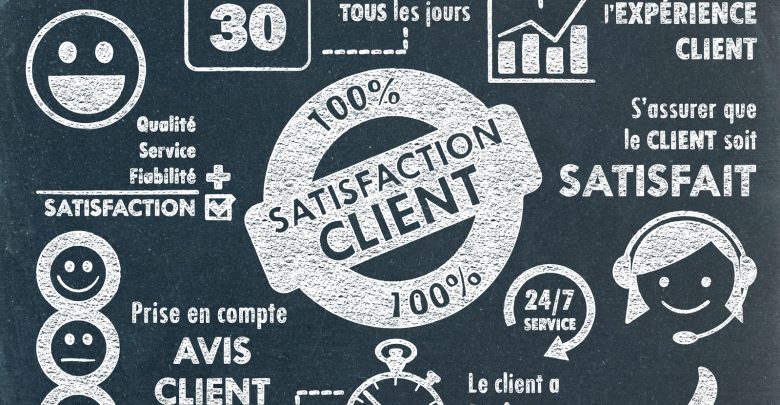 30
TOUS les jours
l'EXPÉRIENCE
CLIENT
Qualité
Service
Fiabilité +
SATISFACTION
100%
SATISFACTION
CLIENT
100%
S'assurer que
le CLIENT soit
SATISFAIT
Prise en compte
AVIS
CLIENT
24/7
SERVICE
Le client a